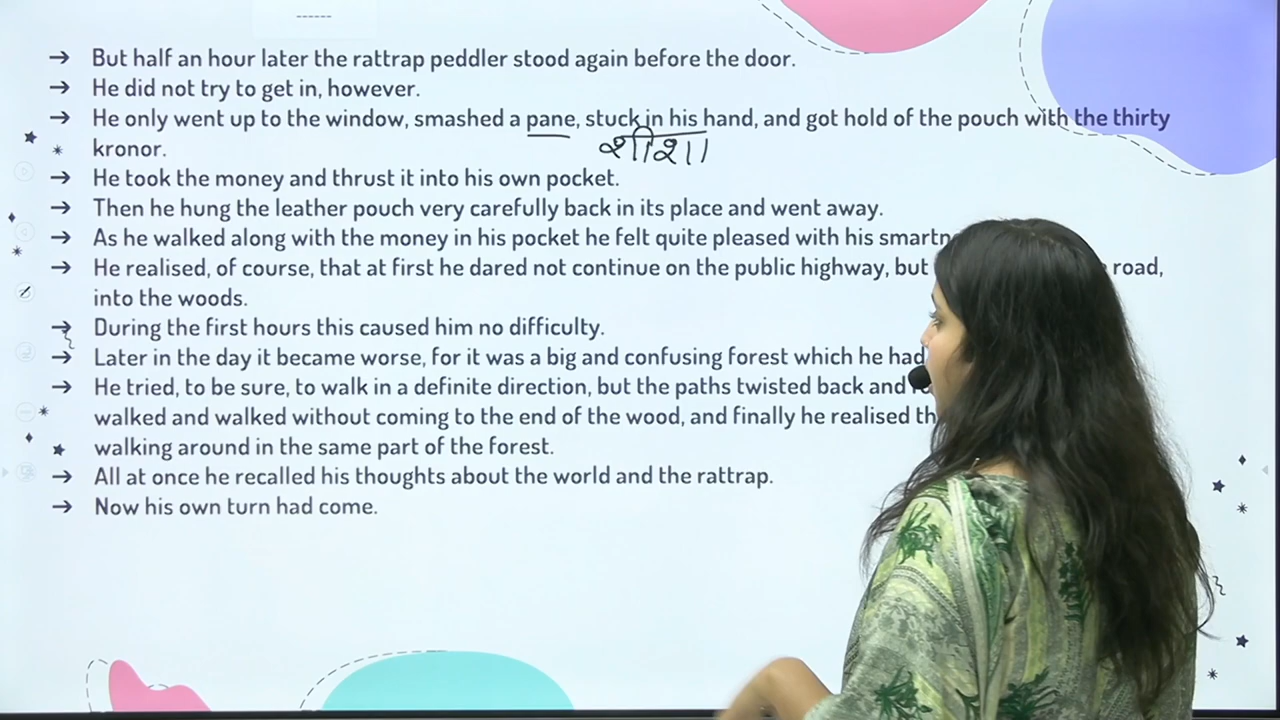 → But half an hour later the rattrap peddler stood again before the door.
→ He did not try to get in, however.
→ He only went up to the window, smashed a pane, stuck in his hand, and got hold of the pouch with the thirty
शीशा
kronor.
→ He took the money and thrust it into his own pocket.
→ Then he hung the leather pouch very carefully back in its place and went away.
→ As he walked along with the money in his pocket he felt quite pleased with his
→ He realised, of course, that at first he dared not continue on the public highway, but road,
into the woods.
→ During the first hours this caused him no difficulty.
→ Later in the day it became worse, for it was a big and confusing forest which he had
→ He tried, to be sure, to walk in a definite direction, but the paths twisted back and
walked and walked without coming to the end of the wood, and finally he realised
walking around in the same part of the forest.
→ All at once he recalled his thoughts about the world and the rattrap.
→ Now his own turn had come.